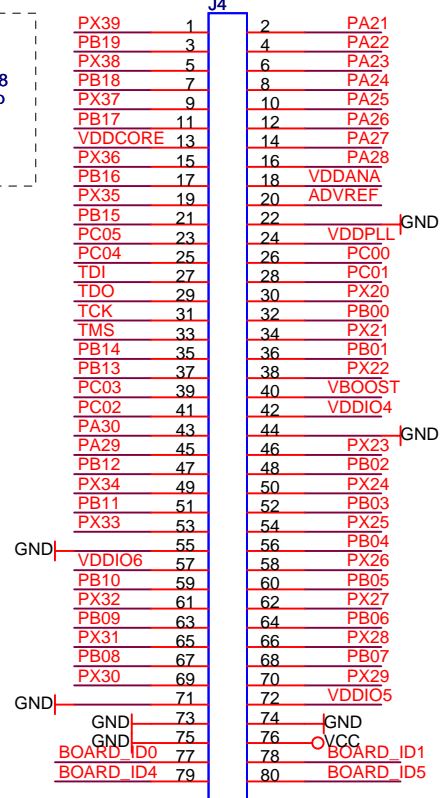 J4
PX39 1 2 PA21
PB19 3 4 PA22
PX38 5 6 PA23
PB18 7 8 PA24
PX37 9 10 PA25
PB17 11 12 PA26
VDDCORE 13 14 PA27
PX36 15 16 PA28
PB16 17 18 VDDANA
PX35 19 20 ADVREF
PB15 21 22 GND
PC05 23 24 VDDPLL
PC04 25 26 PC00
TDI 27 28 PC01
TDO 29 30 PX20
TCK 31 32 PB00
TMS 33 34 PX21
PB14 35 36 PB01
PB13 37 38 PX22
PC03 39 40 VBOOST
PC02 41 42 VDDIO4
PA30 43 44 GND
PA29 45 46 PX23
PB12 47 48 PB02
PX34 49 50 PX24
PB11 51 52 PB03
PX33 53 54 PX25
GND 55 56 PB04
VDDIO6 57 58 PX26
PB10 59 60 PB05
PX32 61 62 PX27
PB09 63 64 PB06
PX31 65 66 PX28
PB08 67 68 PB07
PX30 69 70 PX29
GND 71 72 VDDIO5
GND 73 74 GND
GND 75 76 VCC
BOARD_ID0 77 78 BOARD_ID1
BOARD_ID4 79 80 BOARD_ID5